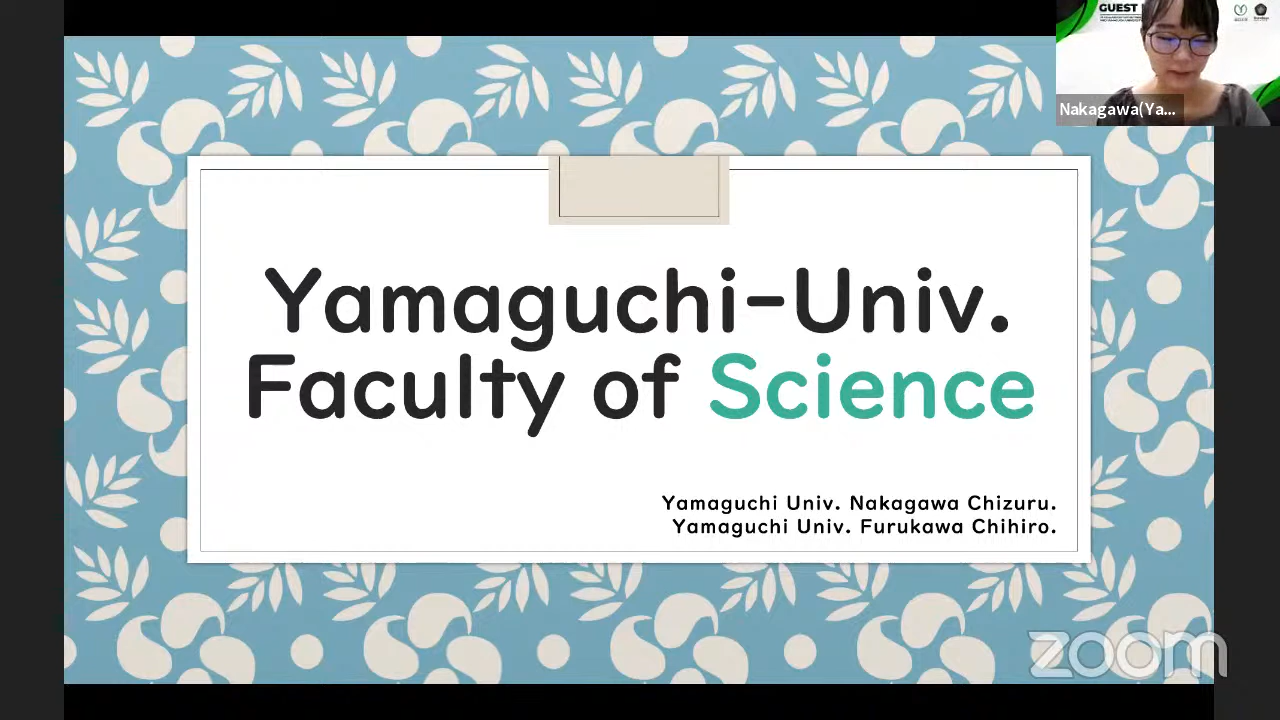 GUEST
Nakagawa(Ya...
Yamaguchi-Univ.
Faculty of Science
Yamaguchi Univ. Nakagawa Chizuru.
Yamaguchi Univ. Furukawa Chihiro.
zoom